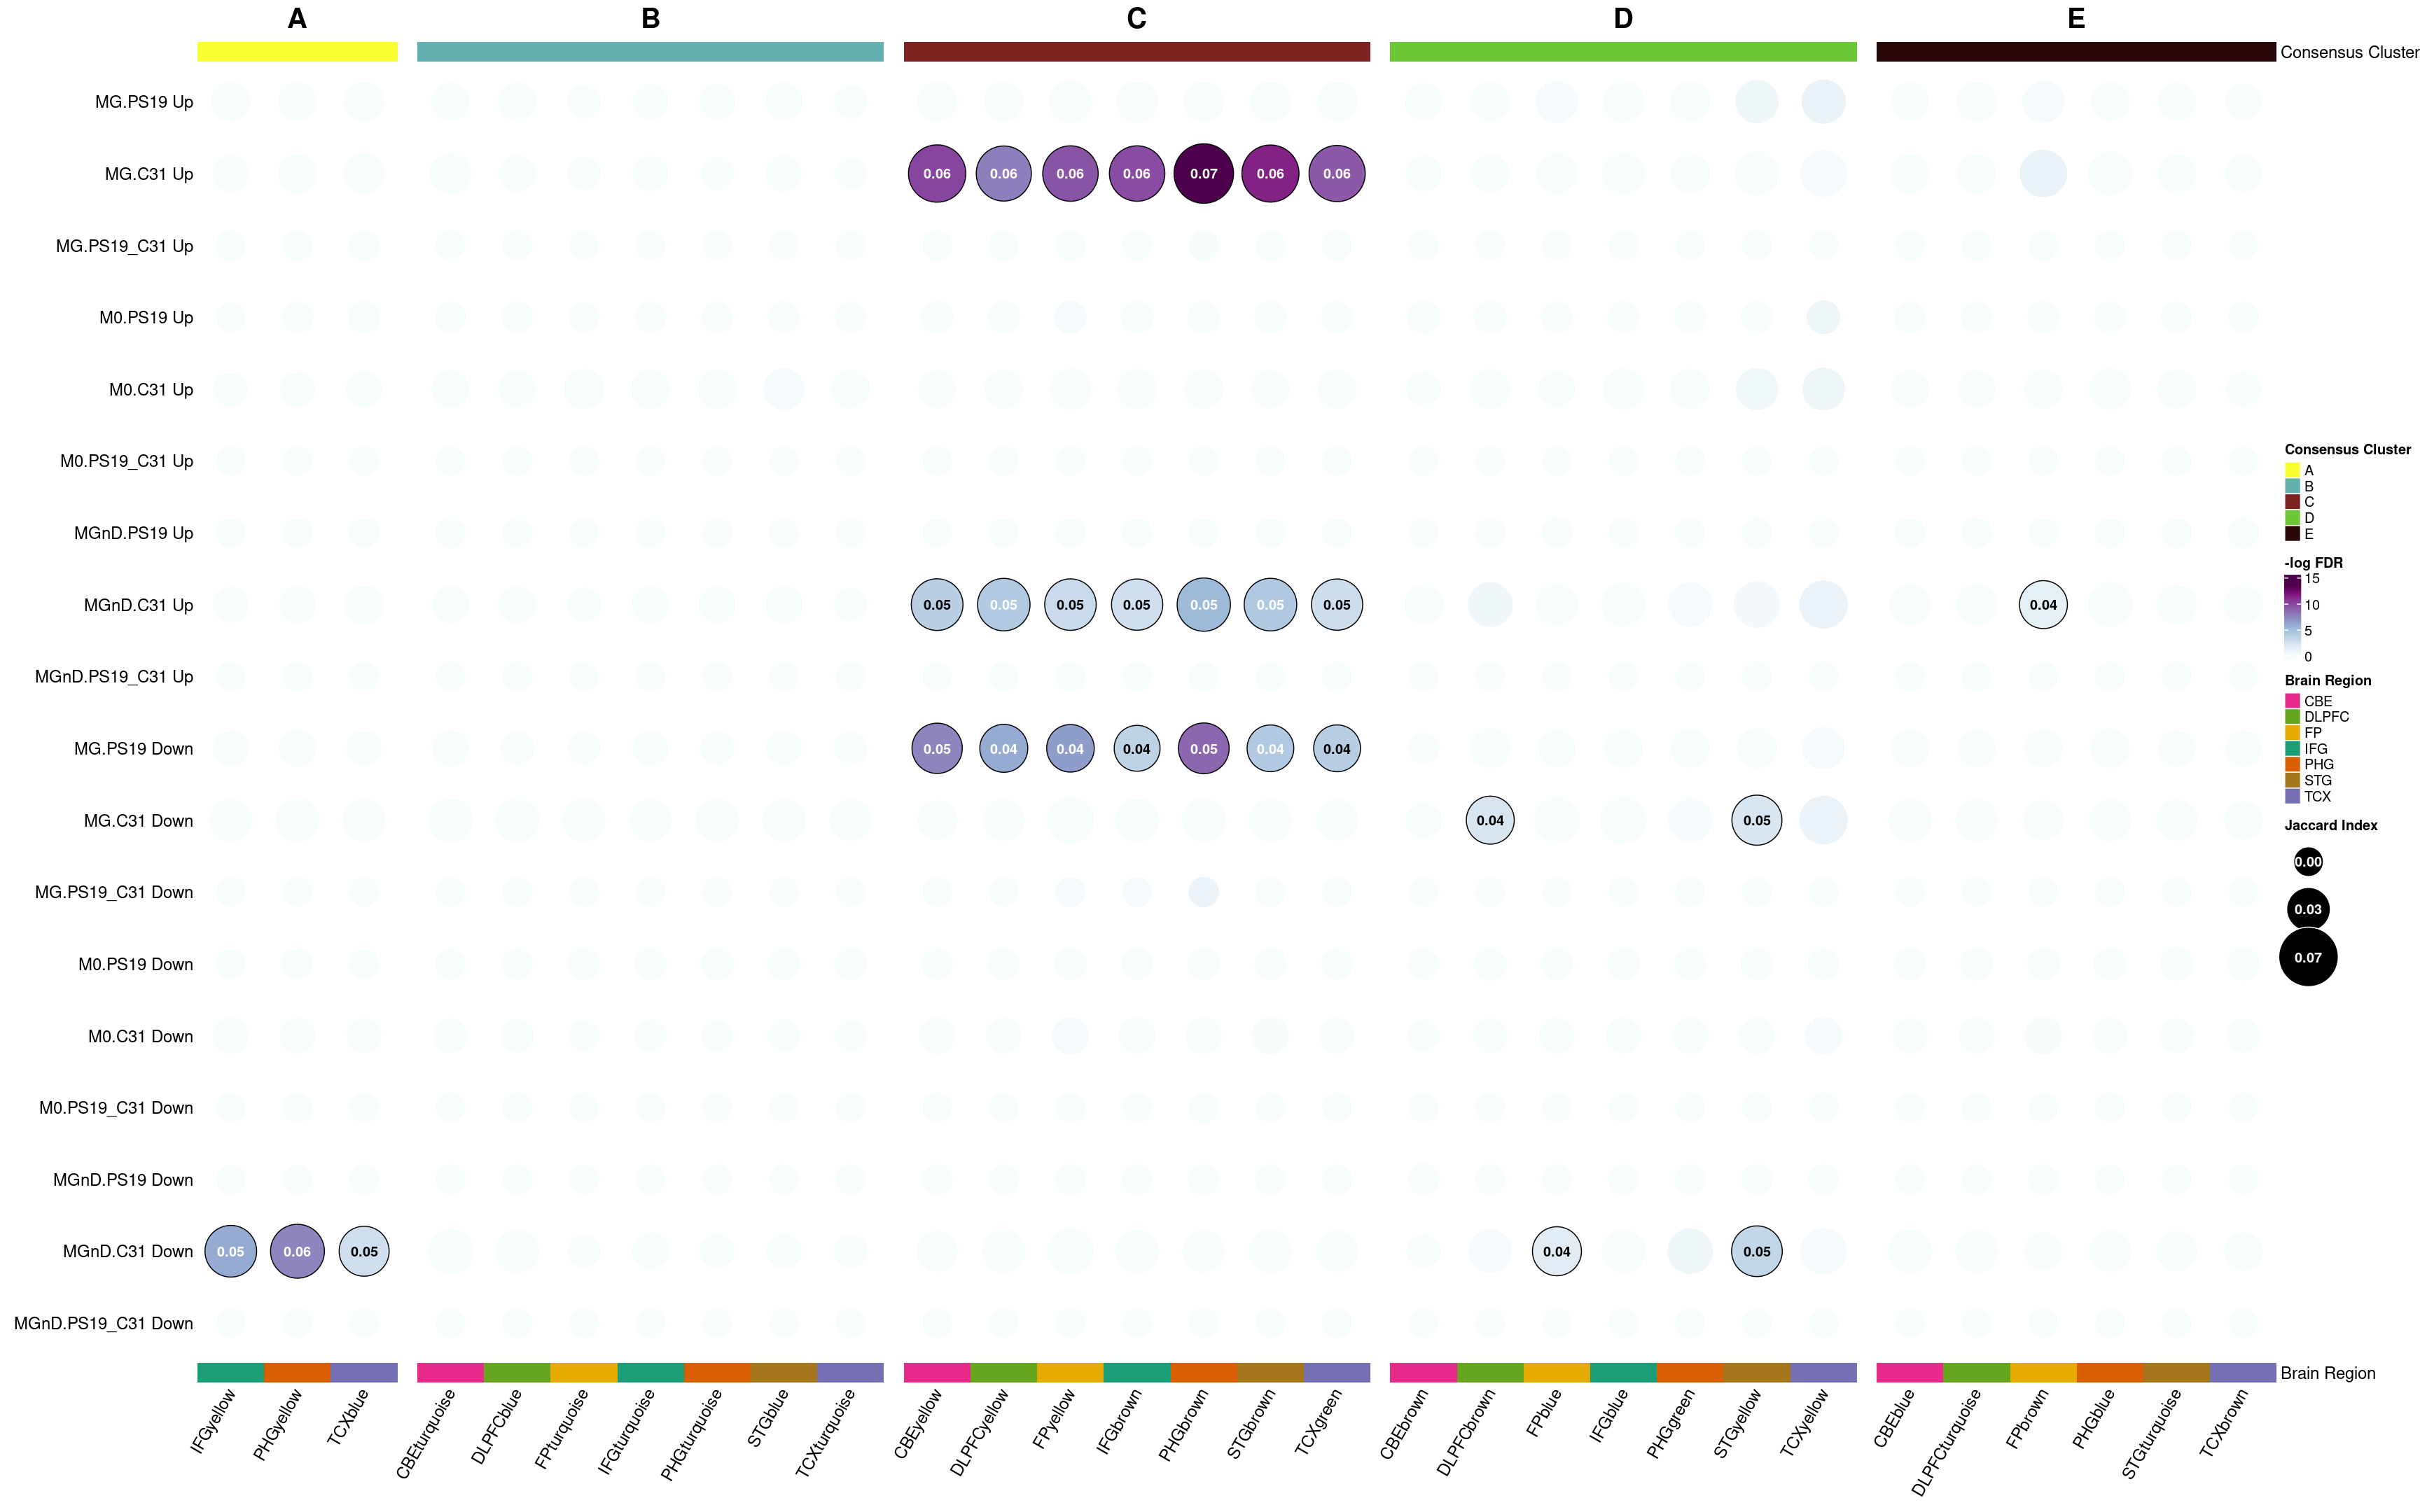 A B C D E
Consensus Cluster
MG.PS19 Up
MG.C31 Up 0.06 0.06 0.06 0.06 0.07 0.06 0.06
MG.PS19_C31 Up
M0.PS19 Up
M0.C31 Up
M0.PS19_C31 Up
MGnD.PS19 Up
MGnD.C31 Up 0.05 0.05 0.05 0.05 0.05 0.05 0.05 0.04
MGnD.PS19_C31 Up
MG.PS19 Down 0.05 0.04 0.04 0.04 0.05 0.04 0.04
MG.C31 Down 0.04 0.05
MG.PS19_C31 Down
M0.PS19 Down
M0.C31 Down
M0.PS19_C31 Down
MGnD.PS19 Down
MGnD.C31 Down 0.05 0.06 0.05 0.04 0.05
MGnD.PS19_C31 Down
Brain Region
IFGyellow
PHGyellow
TCXblue
CBEturquoise
DLPFCblue
FPturquoise
IFGturquoise
PHGturquoise
STGblue
TCXturquoise
CBEyellow
DLPFCyellow
FPyellow
IFGbrown
PHGbrown
STGbrown
TCXgreen
CBEbrown
DLPFCbrown
FPblue
IFGblue
PHGgreen
STGyellow
TCXyellow
CBEblue
DLPFCturquoise
FPbrown
PHGblue
STGturquoise
TCXbrown
Consensus Cluster
A
B
C
D
E
-log FDR
15
10
5
0
Brain Region
CBE
DLPFC
FP
IFG
PHG
STG
TCX
Jaccard Index
0.00
0.03
0.07